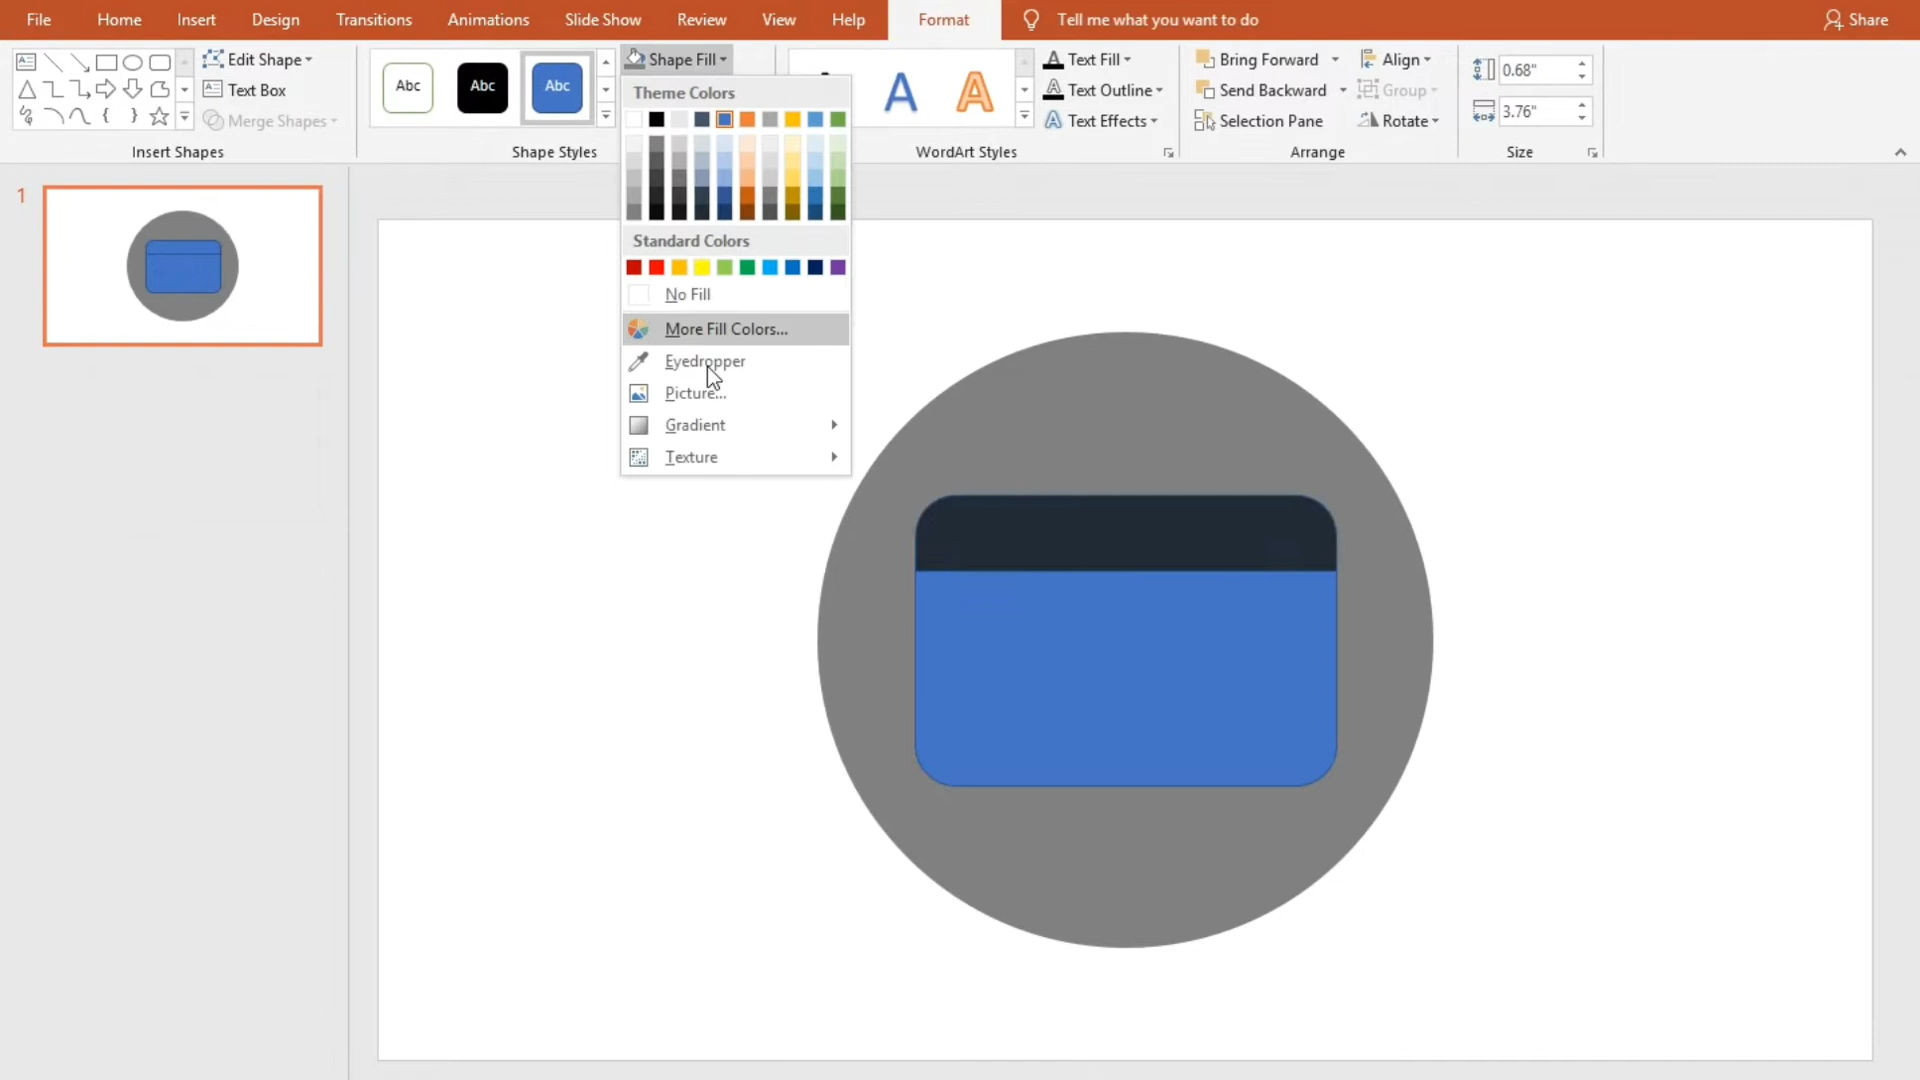 File Home Insert Design Transitions Animations Slide Show Review View Help Format Tell me what you want to do Share
Edit Shape
Text Box
Merge Shapes
Insert Shapes
Abc Abc Abc
Shape Styles
Shape Fill
Theme Colors
Standard Colors
No Fill
More Fill Colors...
Eyedropper
Picture...
Gradient
Texture
A A
WordArt Styles
Text Fill
Text Outline
Text Effects
Bring Forward
Send Backward
Selection Pane
Align
Group
Rotate
Arrange
0.68"
3.76"
Size
1